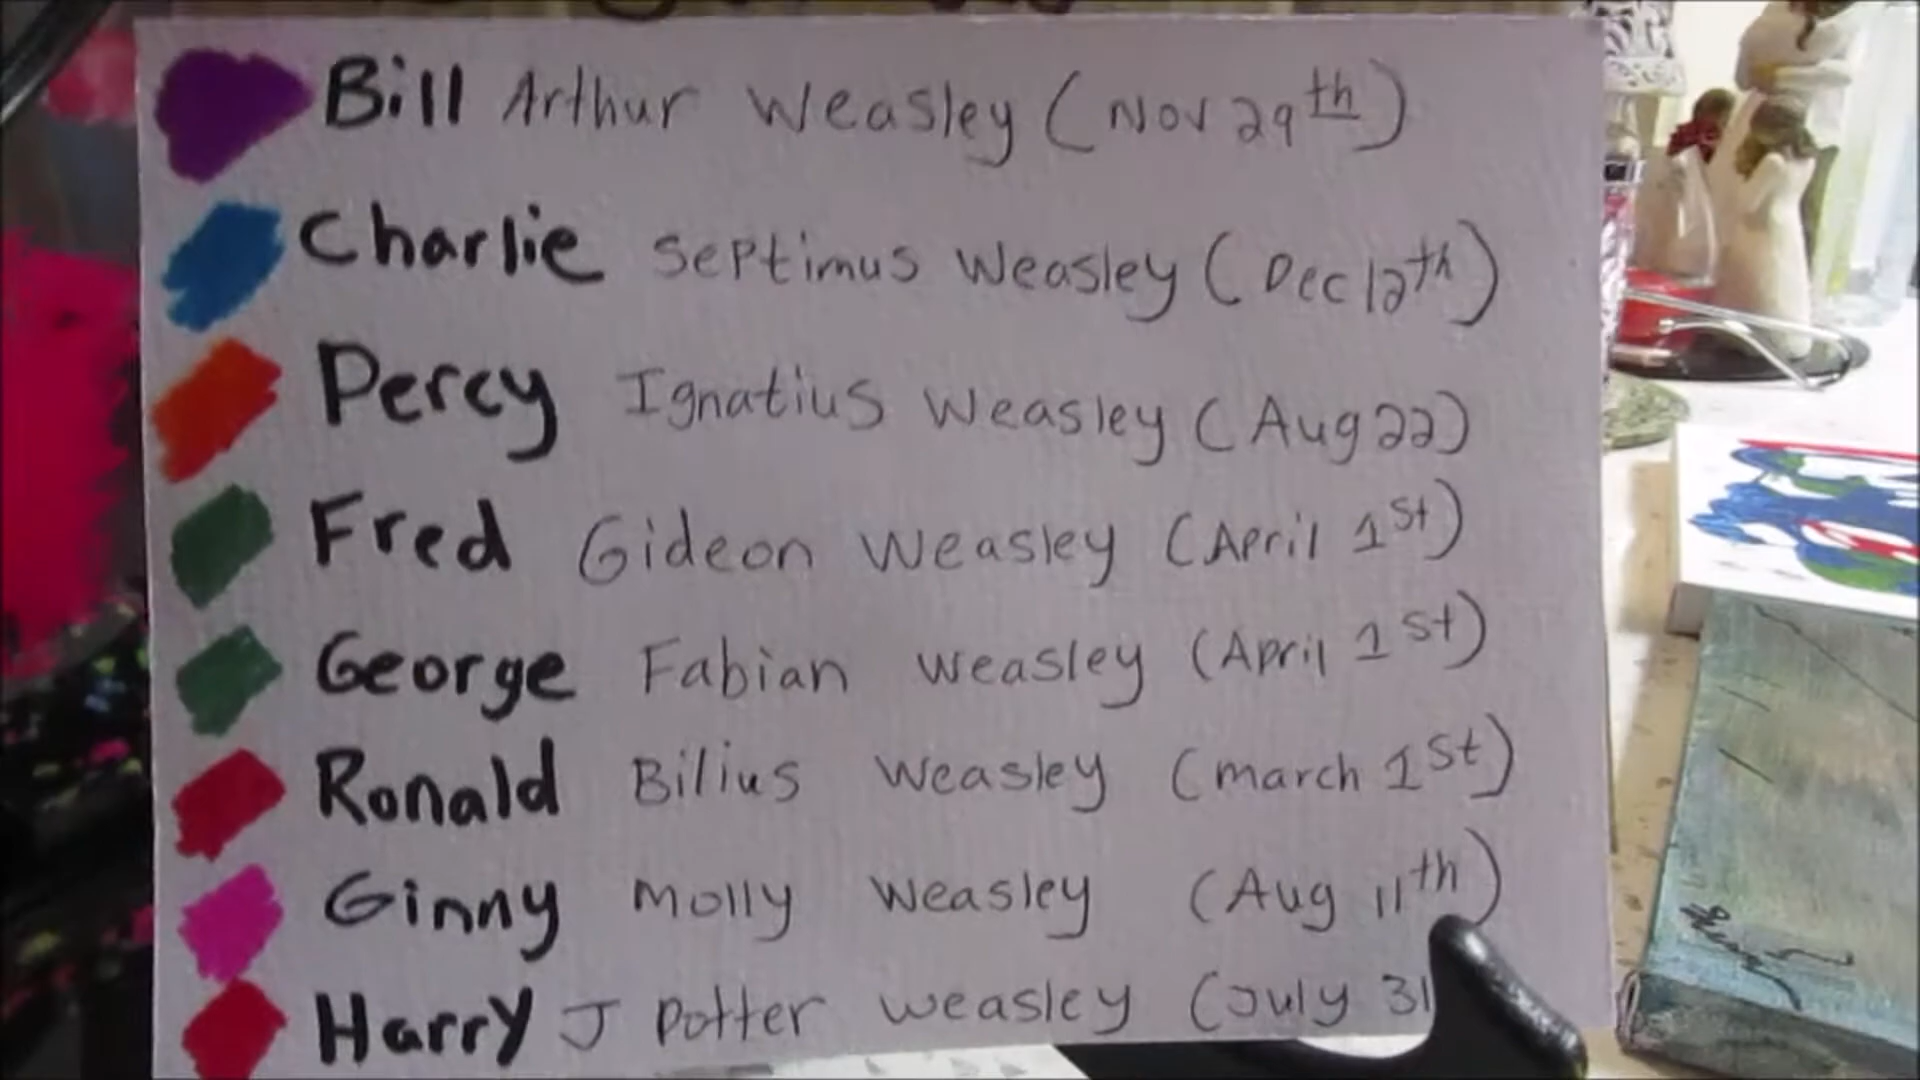 Bill Arthur Weasley (Nov 29th)
Charlie Septimus Weasley (Dec 12th)
Percy Ignatius Weasley (Aug 22)
Fred Gideon Weasley (April 1st)
George Fabian Weasley (April 1st)
Ronald Bilius Weasley (march 1st)
Ginny Molly Weasley (Aug 11th)
Harry J Potter Weasley (July 31